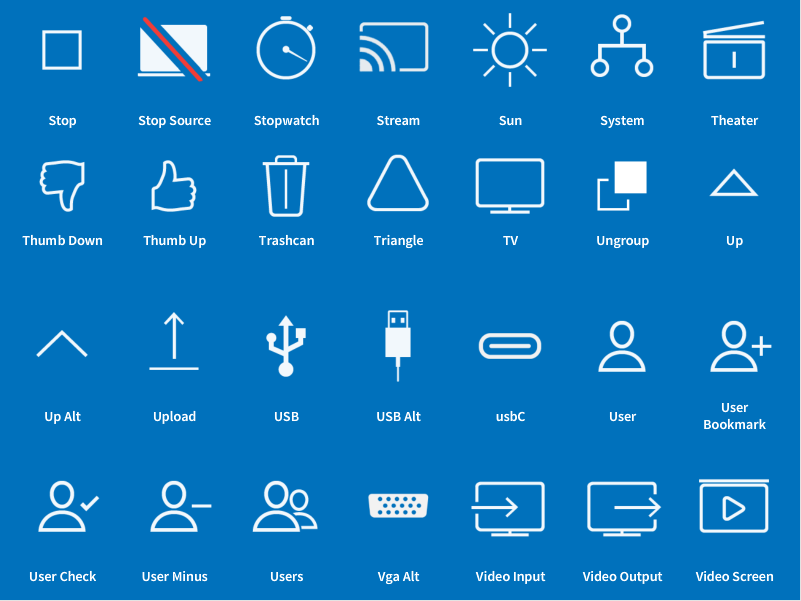 Stop
Stop Source
Stopwatch
Stream
Sun
System
Theater
Thumb Down
Thumb Up
Trashcan
Triangle
TV
Ungroup
Up
Up Alt
Upload
USB
USB Alt
usbC
User
User
Bookmark
User Check
User Minus
Users
Vga Alt
Video Input
Video Output
Video Screen